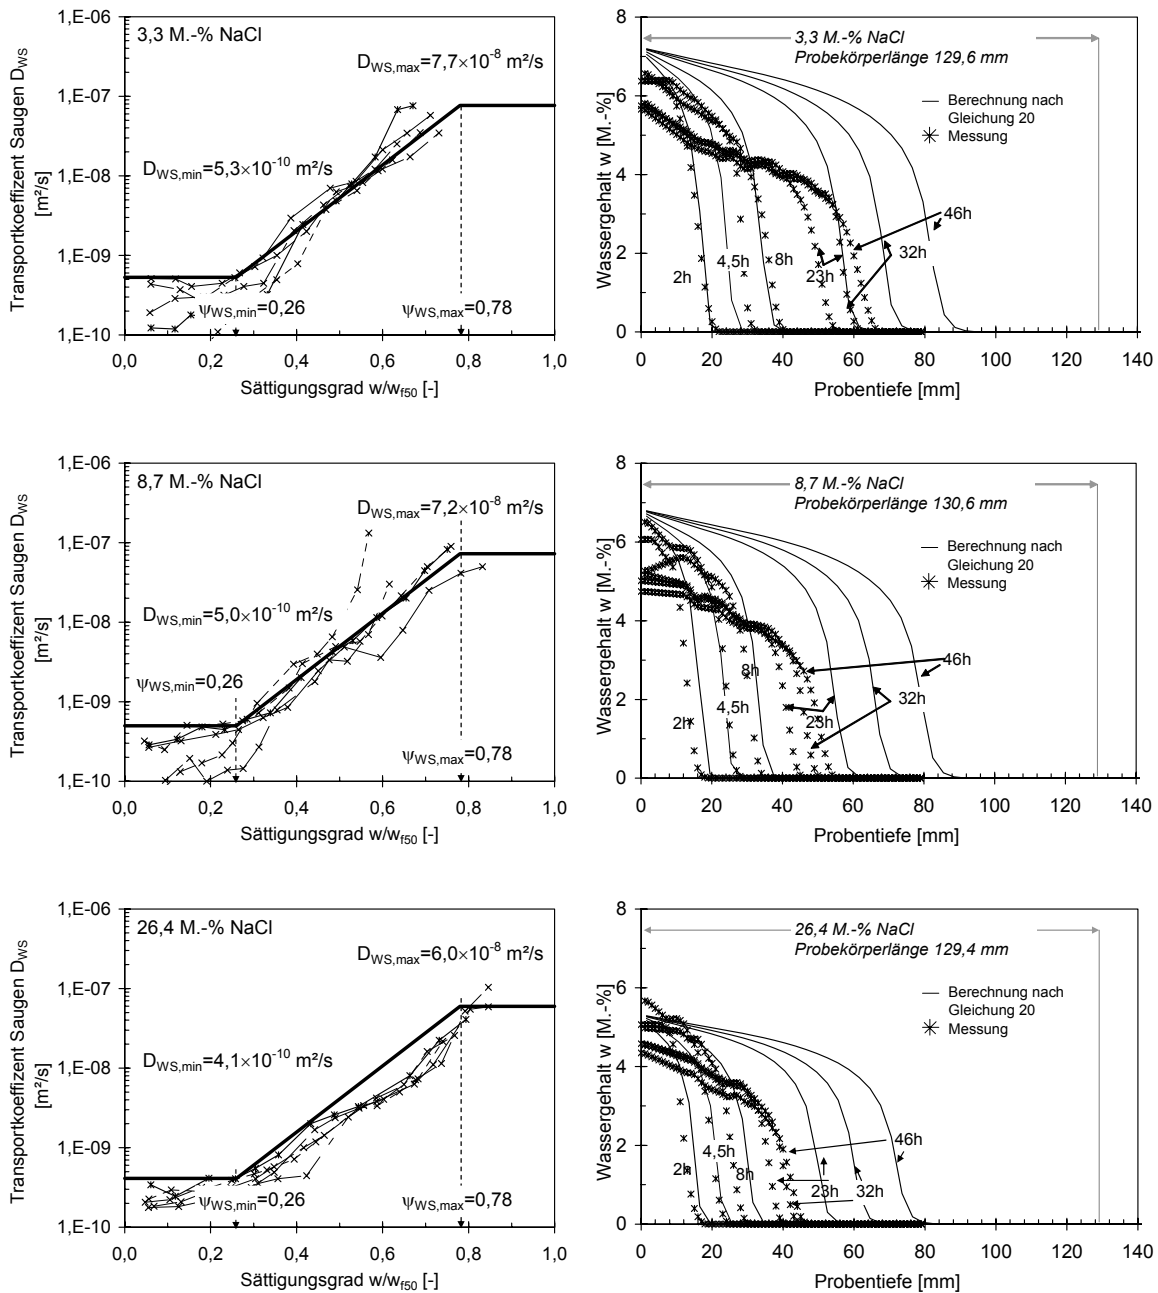 3,3 M.-% NaCl
D_WS,max=7,7×10⁻⁸ m²/s
D_WS,min=5,3×10⁻¹⁰ m²/s
ψ_WS,min=0,26
ψ_WS,max=0,78
Transportkoeffizent Saugen D_WS
[m²/s]
1,E-06
1,E-07
1,E-08
1,E-09
1,E-10
0,0 0,2 0,4 0,6 0,8 1,0
Sättigungsgrad w/w_f50 [-]
3,3 M.-% NaCl
Probekörperlänge 129,6 mm
Berechnung nach
Gleichung 20
Messung
2h
4,5h
8h
23h
32h
46h
Wassergehalt w [M.-%]
8
6
4
2
0
0 20 40 60 80 100 120 140
Probentiefe [mm]
8,7 M.-% NaCl
D_WS,max=7,2×10⁻⁸ m²/s
D_WS,min=5,0×10⁻¹⁰ m²/s
ψ_WS,min=0,26
ψ_WS,max=0,78
Transportkoeffizent Saugen D_WS
[m²/s]
1,E-06
1,E-07
1,E-08
1,E-09
1,E-10
0,0 0,2 0,4 0,6 0,8 1,0
Sättigungsgrad w/w_f50 [-]
8,7 M.-% NaCl
Probekörperlänge 130,6 mm
Berechnung nach
Gleichung 20
Messung
2h
4,5h
8h
23h
32h
46h
Wassergehalt w [M.-%]
8
6
4
2
0
0 20 40 60 80 100 120 140
Probentiefe [mm]
26,4 M.-% NaCl
D_WS,max=6,0×10⁻⁸ m²/s
D_WS,min=4,1×10⁻¹⁰ m²/s
ψ_WS,min=0,26
ψ_WS,max=0,78
Transportkoeffizent Saugen D_WS
[m²/s]
1,E-06
1,E-07
1,E-08
1,E-09
1,E-10
0,0 0,2 0,4 0,6 0,8 1,0
Sättigungsgrad w/w_f50 [-]
26,4 M.-% NaCl
Probekörperlänge 129,4 mm
Berechnung nach
Gleichung 20
Messung
2h
4,5h
8h
23h
32h
46h
Wassergehalt w [M.-%]
8
6
4
2
0
0 20 40 60 80 100 120 140
Probentiefe [mm]